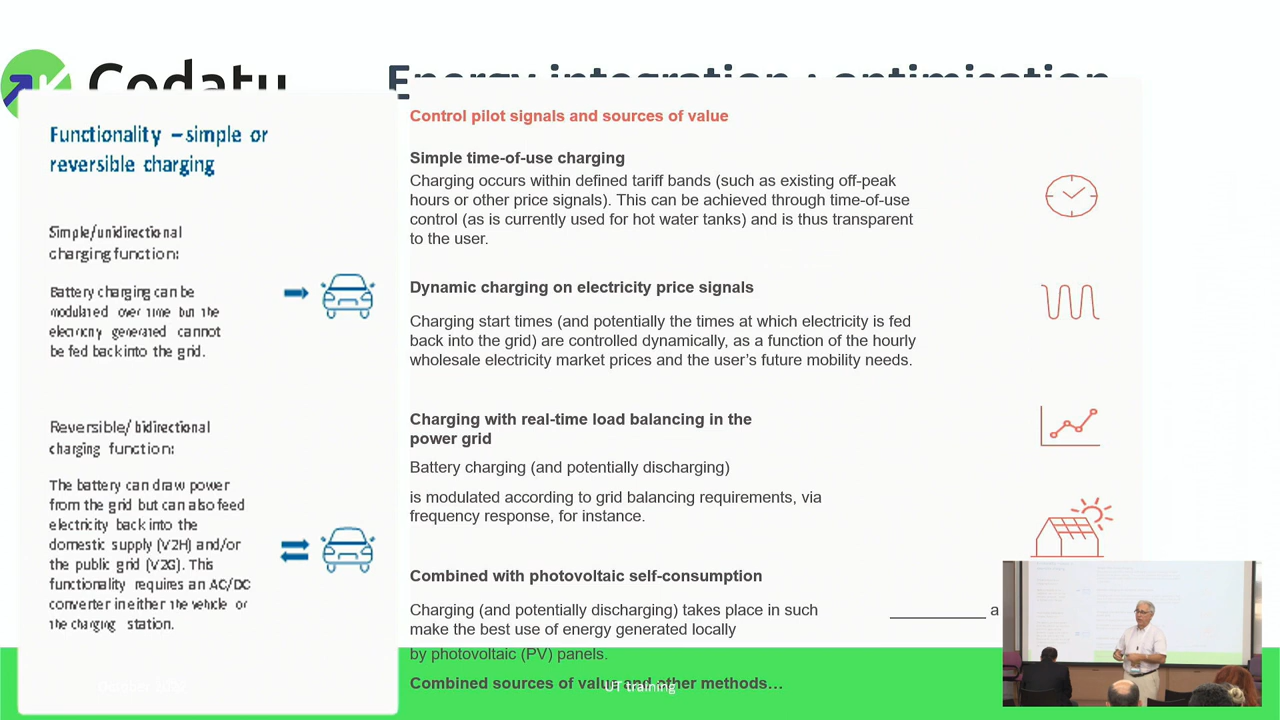 Codatu
Energy integration : optimisation
Functionality – simple or
reversible charging
Simple/unidirectional
charging function:
Battery charging can be
modulated over time but the
electricity generated cannot
be fed back into the grid.
Reversible/ bidirectional
charging function:
The battery can draw power
from the grid but can also feed
electricity back into the
domestic supply (V2H) and/or
the public grid (V2G). This
functionality requires an AC/DC
converter in either the vehicle or
the charging station.
Control pilot signals and sources of value
Simple time-of-use charging
Charging occurs within defined tariff bands (such as existing off-peak
hours or other price signals). This can be achieved through time-of-use
control (as is currently used for hot water tanks) and is thus transparent
to the user.
Dynamic charging on electricity price signals
Charging start times (and potentially the times at which electricity is fed
back into the grid) are controlled dynamically, as a function of the hourly
wholesale electricity market prices and the user's future mobility needs.
Charging with real-time load balancing in the
power grid
Battery charging (and potentially discharging)
is modulated according to grid balancing requirements, via
frequency response, for instance.
Combined with photovoltaic self-consumption
Charging (and potentially discharging) takes place in such a
make the best use of energy generated locally
by photovoltaic (PV) panels.
Combined sources of value and other methods…
UT training